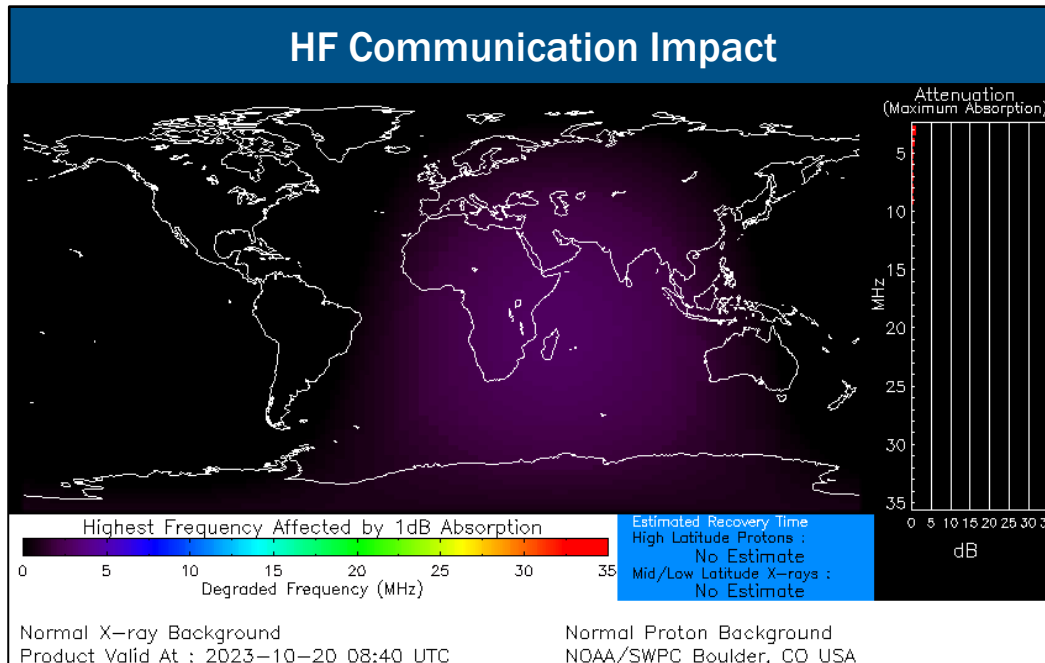 HF Communication Impact
Attenuation
(Maximum Absorption)
5
10
15
20
25
30
35
MHz
0 5 10 15 20 25 30
dB
Highest Frequency Affected by 1dB Absorption
0 5 10 15 20 25 30 35
Degraded Frequency (MHz)
Estimated Recovery Time
High Latitude Protons :
No Estimate
Mid/Low Latitude X-rays :
No Estimate
Normal X-ray Background
Product Valid At : 2023-10-20 08:40 UTC
Normal Proton Background
NOAA/SWPC Boulder, CO USA